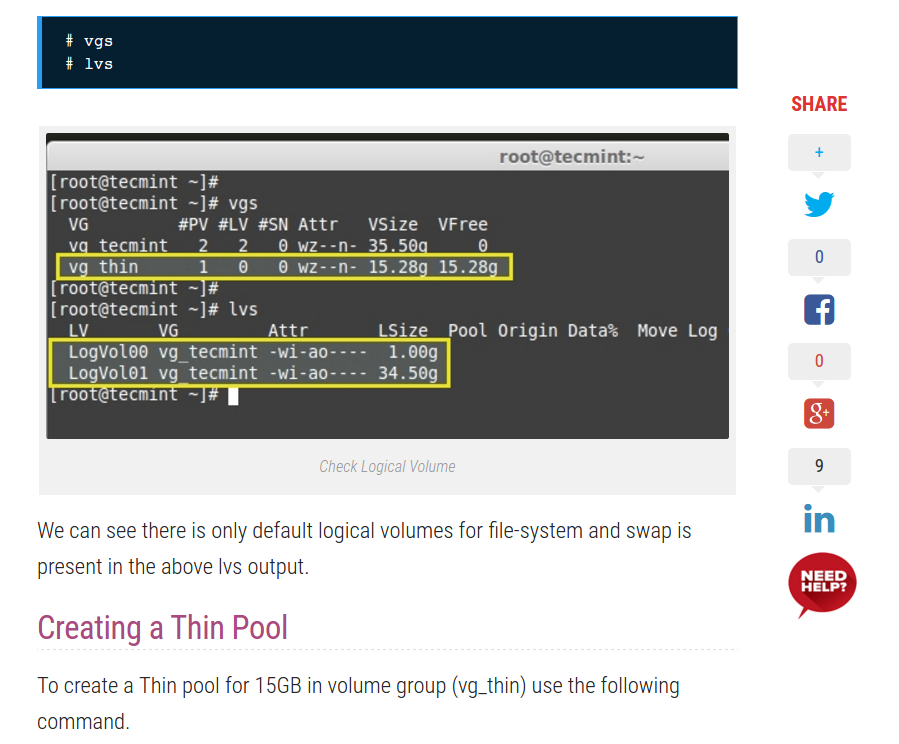 # vgs
# lvs
root@tecmint:~
[root@tecmint ~]#
[root@tecmint ~]# vgs
VG #PV #LV #SN Attr VSize VFree
vg_tecmint 2 2 0 wz--n- 35.50g 0
vg_thin 1 0 0 wz--n- 15.28g 15.28g
[root@tecmint ~]#
[root@tecmint ~]# lvs
LV VG Attr LSize Pool Origin Data% Move Log
LogVol00 vg_tecmint -wi-ao---- 1.00g
LogVol01 vg_tecmint -wi-ao---- 34.50g
[root@tecmint ~]#
Check Logical Volume
We can see there is only default logical volumes for file-system and swap is
present in the above lvs output.
Creating a Thin Pool
To create a Thin pool for 15GB in volume group (vg_thin) use the following
command.
SHARE
+
0
f
0
g+
9
in
NEED
HELP?